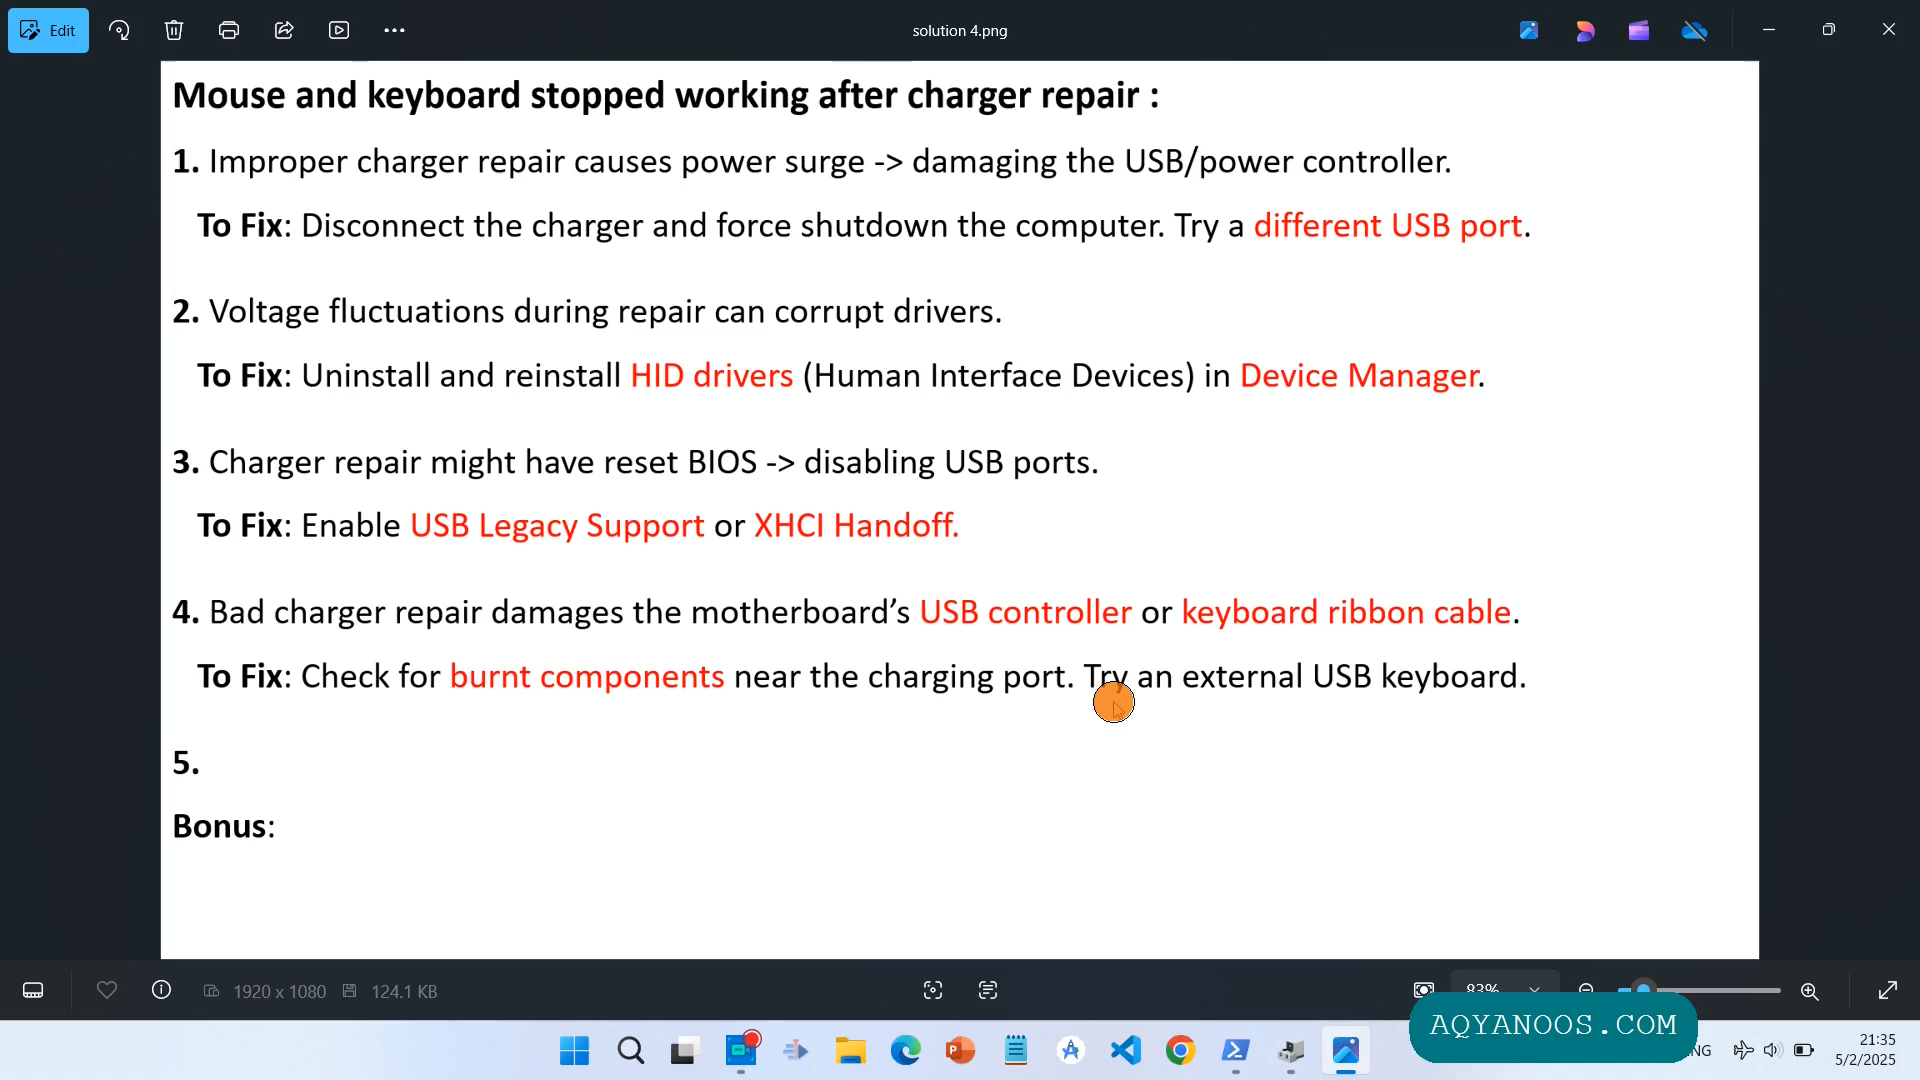 Edit
solution 4.png
Mouse and keyboard stopped working after charger repair :
1. Improper charger repair causes power surge -> damaging the USB/power controller.
To Fix: Disconnect the charger and force shutdown the computer. Try a different USB port.
2. Voltage fluctuations during repair can corrupt drivers.
To Fix: Uninstall and reinstall HID drivers (Human Interface Devices) in Device Manager.
3. Charger repair might have reset BIOS -> disabling USB ports.
To Fix: Enable USB Legacy Support or XHCI Handoff.
4. Bad charger repair damages the motherboard’s USB controller or keyboard ribbon cable.
To Fix: Check for burnt components near the charging port. Try an external USB keyboard.
5.
Bonus:
1920 x 1080 124.1 KB
83%
AQYANOOS.COM
21:35
5/2/2025